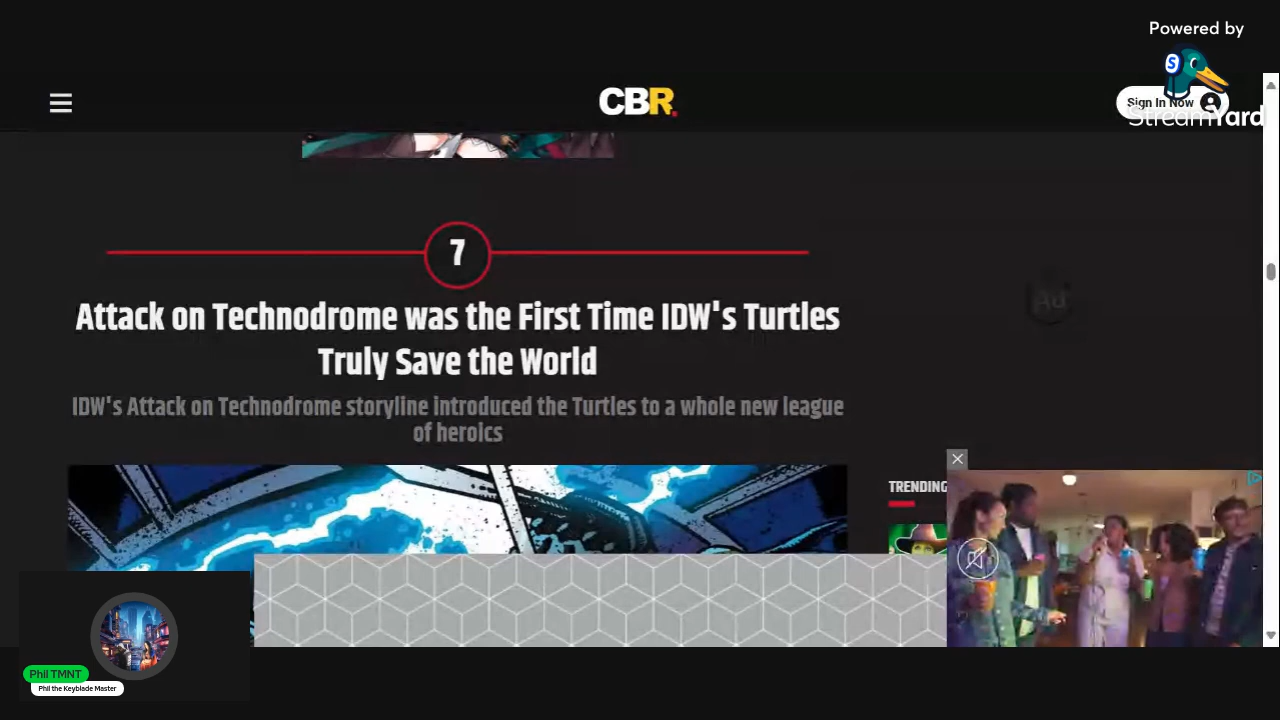 Powered by
CBR
Sign In Now
StreamYard
7
Ad
Attack on Technodrome was the First Time IDW's Turtles
Truly Save the World
IDW's Attack on Technodrome storyline introduced the Turtles to a whole new league
of heroics
TRENDING
Phil TMNT
Phil the Keyblade Master